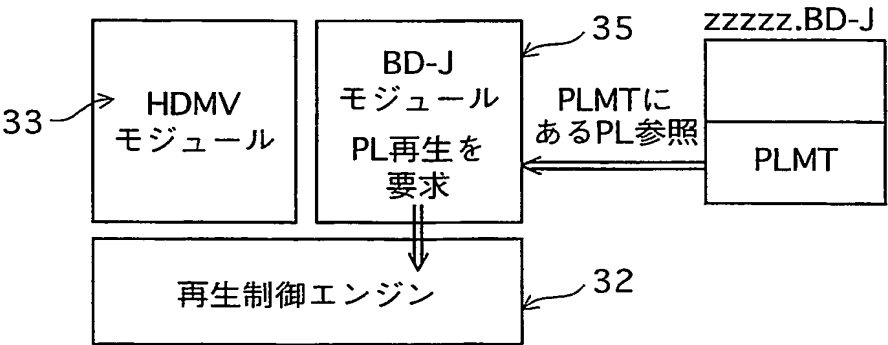 zzzzz.BD-J
35
BD-J
モジュール
PL再生を
要求
HDMV
モジュール
33
PLMTに
あるPL参照
PLMT
再生制御エンジン
32